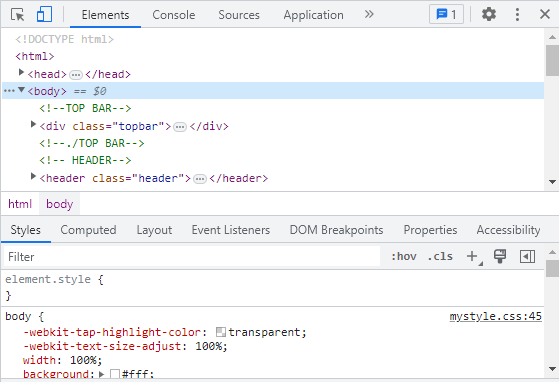 Elements Console Sources Application » 1
<!DOCTYPE html>
<html>
<head>…</head>
… <body> == $0
<!--TOP BAR-->
<div class="topbar">…</div>
<!--./TOP BAR-->
<!-- HEADER-->
<header class="header">…</header>
html body
Styles Computed Layout Event Listeners DOM Breakpoints Properties Accessibility
Filter :hov .cls +
element.style {
}
body { mystyle.css:45
-webkit-tap-highlight-color: transparent;
-webkit-text-size-adjust: 100%;
width: 100%;
background: #fff;